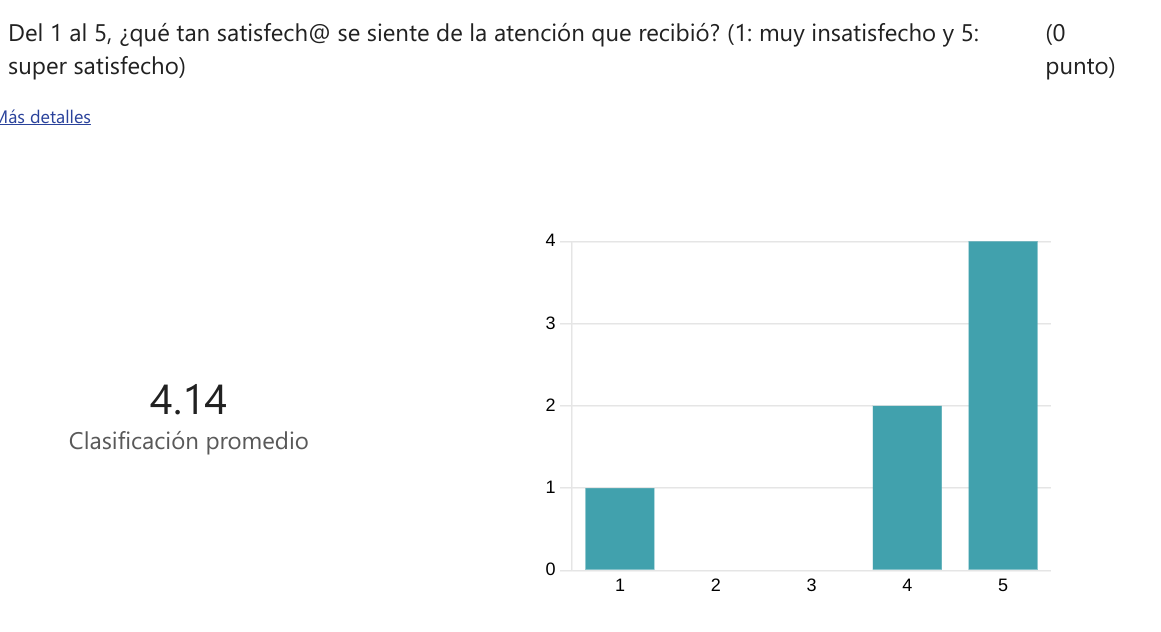 Del 1 al 5, ¿qué tan satisfech@ se siente de la atención que recibió? (1: muy insatisfecho y 5: (0
super satisfecho) punto)
Más detalles
4
3
2
1
0
1 2 3 4 5
4.14
Clasificación promedio